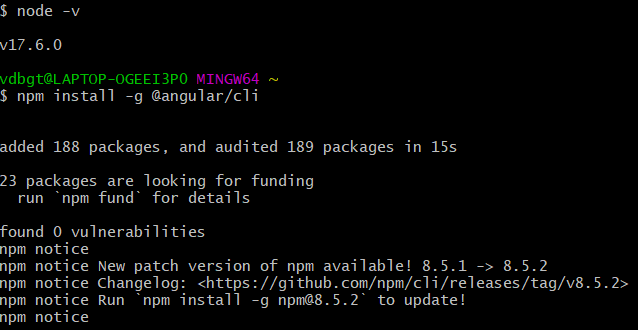 $ node -v
v17.6.0
vdbgt@LAPTOP-OGEEI3PO MINGW64 ~
$ npm install -g @angular/cli
added 188 packages, and audited 189 packages in 15s
23 packages are looking for funding
  run `npm fund` for details
found 0 vulnerabilities
npm notice
npm notice New patch version of npm available! 8.5.1 -> 8.5.2
npm notice Changelog: <https://github.com/npm/cli/releases/tag/v8.5.2>
npm notice Run `npm install -g npm@8.5.2` to update!
npm notice